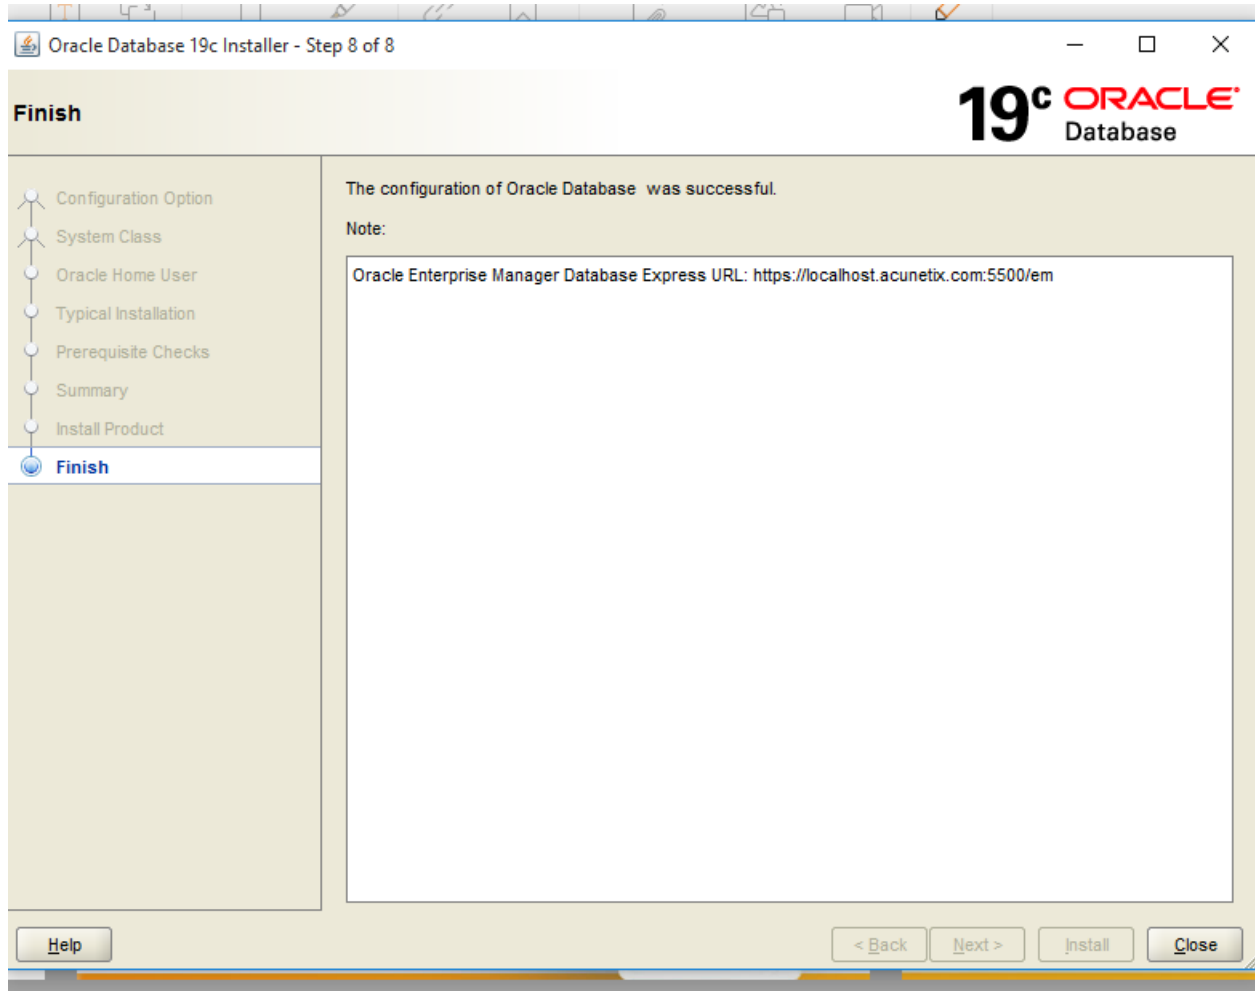 Oracle Database 19c Installer - Step 8 of 8
Finish
19c ORACLE
Database
Configuration Option
System Class
Oracle Home User
Typical Installation
Prerequisite Checks
Summary
Install Product
Finish
The configuration of Oracle Database  was successful.
Note:
Oracle Enterprise Manager Database Express URL: https://localhost.acunetix.com:5500/em
Help
< Back
Next >
Install
Close